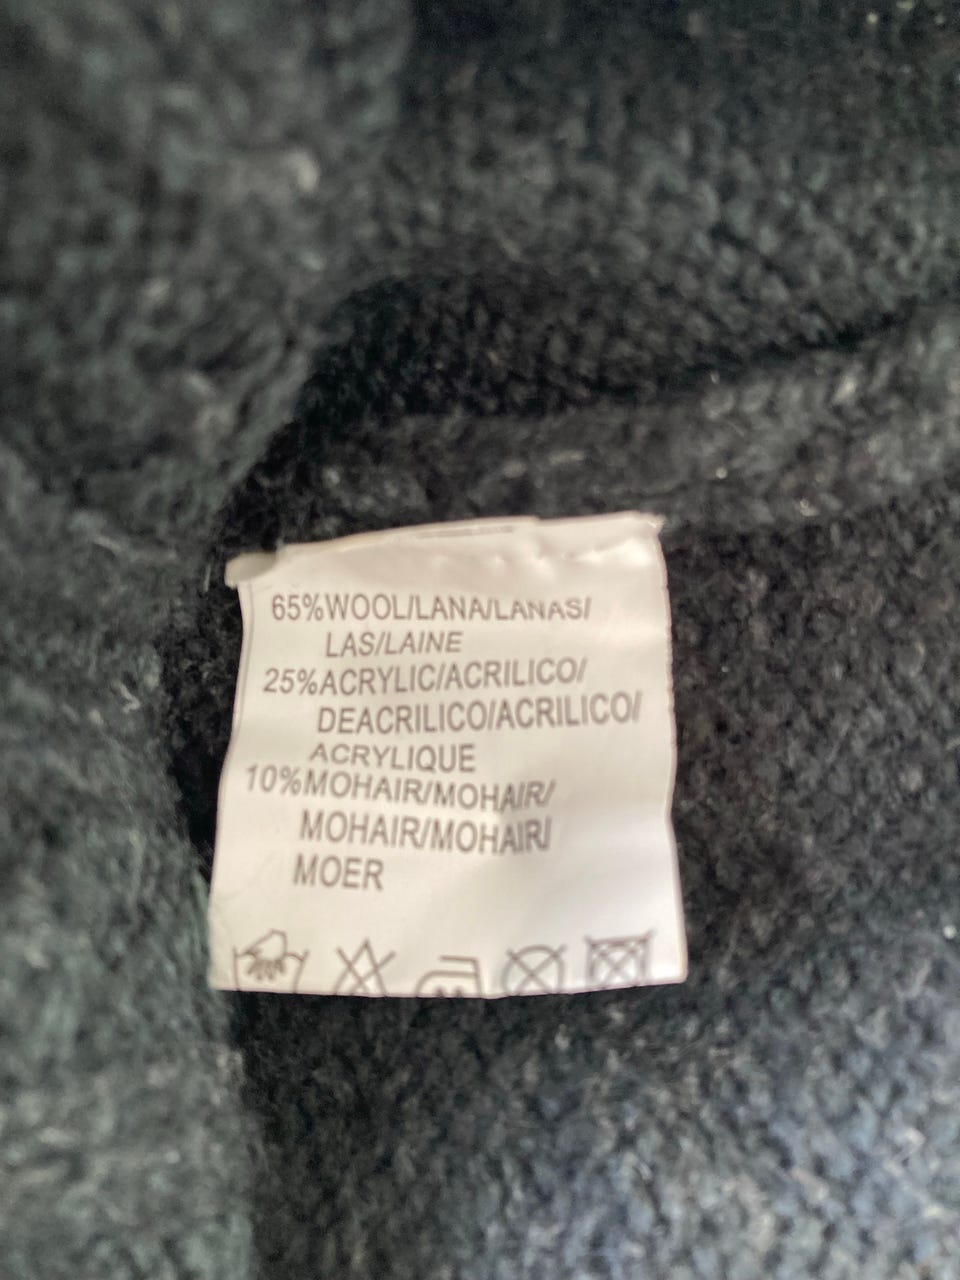 65%WOOL/LANA/LANAS/
LAS/LAINE
25%ACRYLIC/ACRILICO/
DEACRILICO/ACRILICO/
ACRYLIQUE
10%MOHAIR/MOHAIR/
MOHAIR/MOHAIR/
MOER